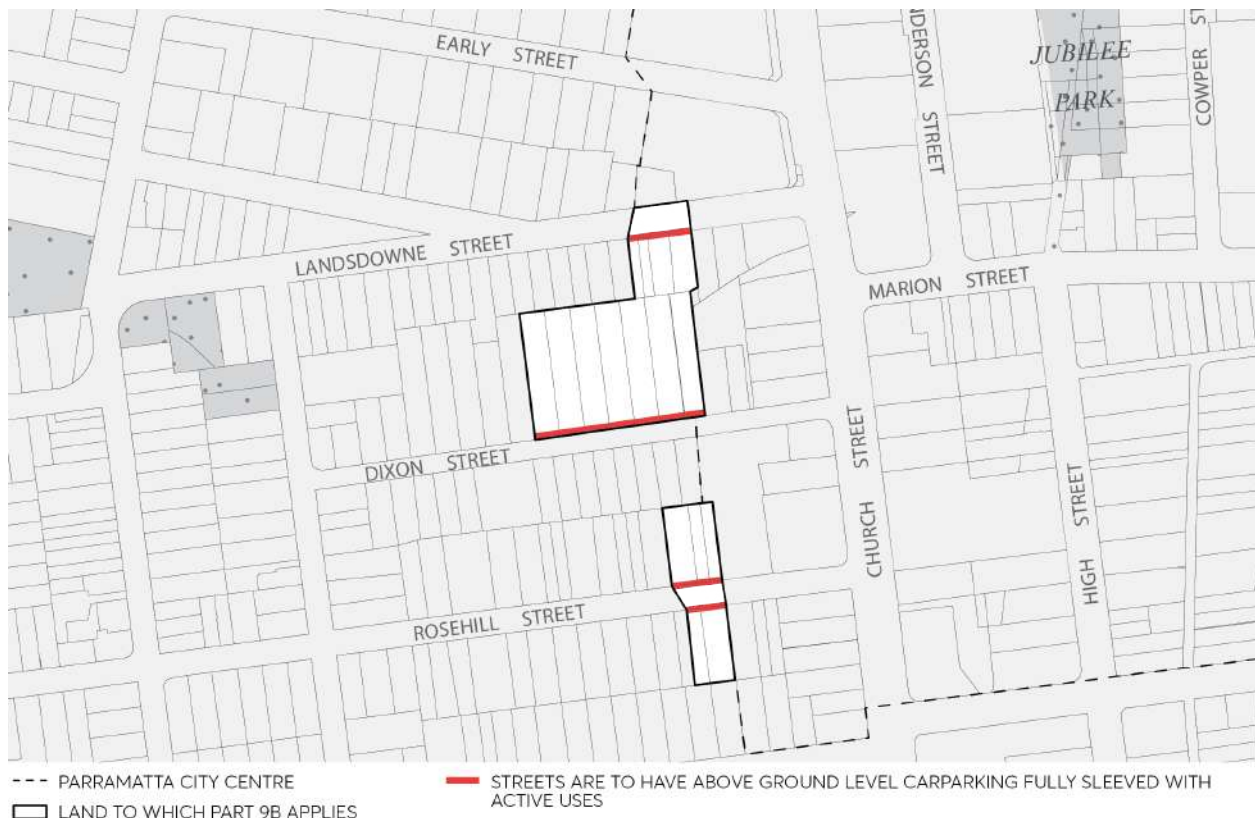 EARLY STREET
NDERSON STREET
JUBILEE
PARK
COWPER ST
LANDSDOWNE STREET
MARION STREET
DIXON STREET
CHURCH STREET
HIGH STREET
ROSEHILL STREET
PARRAMATTA CITY CENTRE
STREETS ARE TO HAVE ABOVE GROUND LEVEL CARPARKING FULLY SLEEVED WITH
ACTIVE USES
LAND TO WHICH PART 9B APPLIES